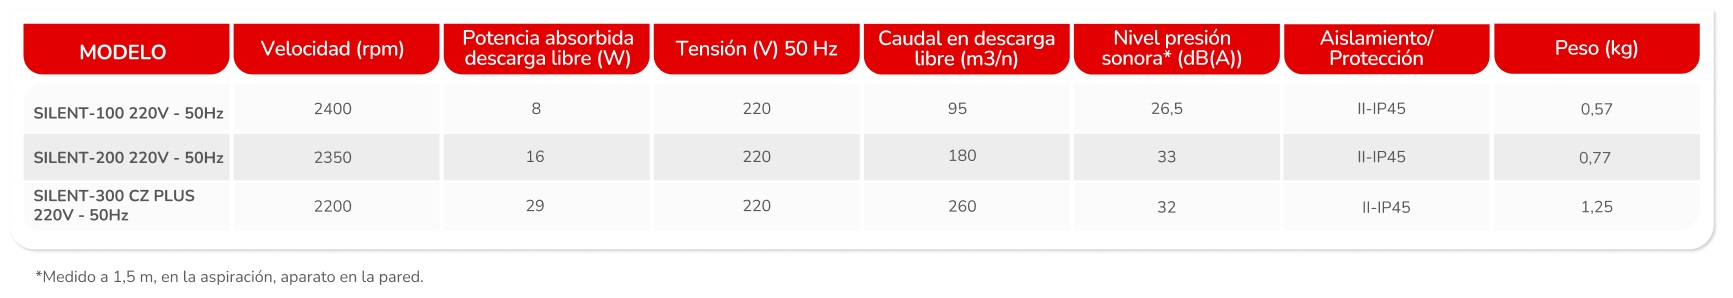 MODELO Velocidad (rpm) Potencia absorbida descarga libre (W) Tensión (V) 50 Hz Caudal en descarga libre (m3/n) Nivel presión sonora* (dB(A)) Aislamiento/ Protección Peso (kg)
SILENT-100 220V - 50Hz 2400 8 220 95 26,5 II-IP45 0,57
SILENT-200 220V - 50Hz 2350 16 220 180 33 II-IP45 0,77
SILENT-300 CZ PLUS 220V - 50Hz 2200 29 220 260 32 II-IP45 1,25
*Medido a 1,5 m, en la aspiración, aparato en la pared.